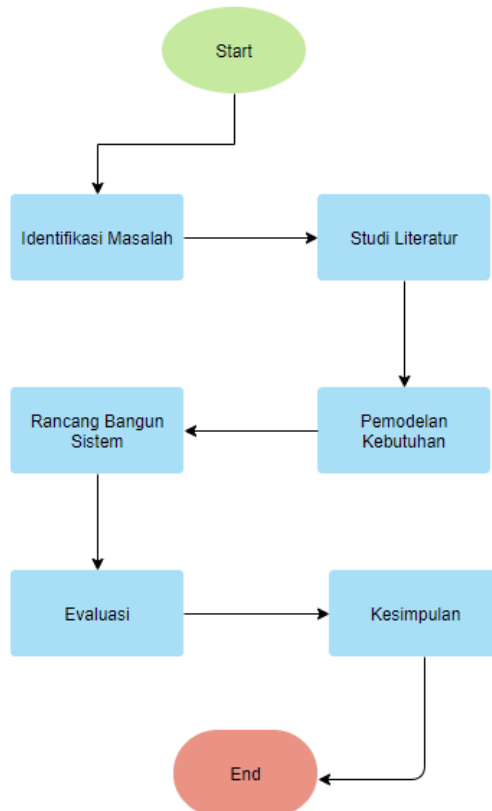 Start
Identifikasi Masalah
Studi Literatur
Pemodelan
Kebutuhan
Rancang Bangun
Sistem
Evaluasi
Kesimpulan
End